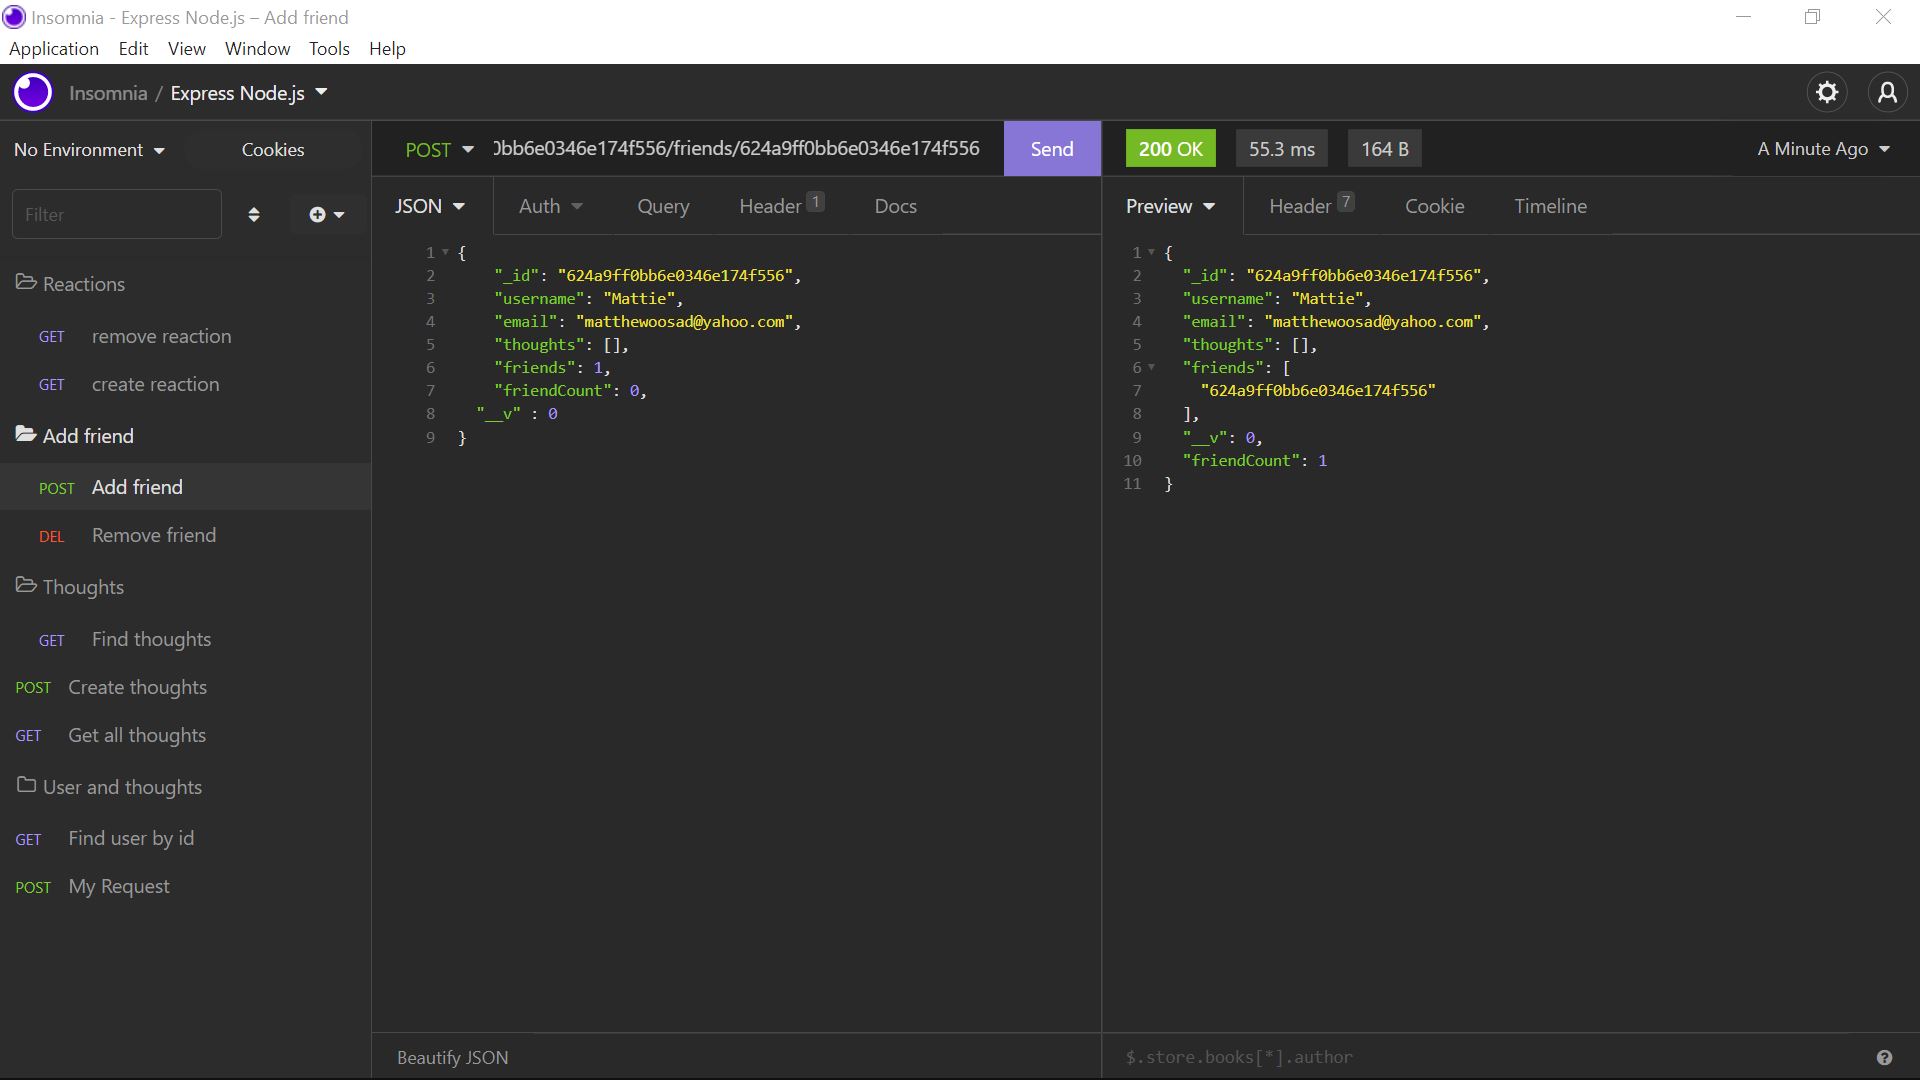 Insomnia - Express Node.js – Add friend
Application Edit View Window Tools Help
Insomnia / Express Node.js
No Environment Cookies
Filter
Reactions
GET remove reaction
GET create reaction
Add friend
POST Add friend
DEL Remove friend
Thoughts
GET Find thoughts
POST Create thoughts
GET Get all thoughts
User and thoughts
GET Find user by id
POST My Request
POST 0bb6e0346e174f556/friends/624a9ff0bb6e0346e174f556 Send
JSON Auth Query Header 1 Docs
1 {
2 "_id": "624a9ff0bb6e0346e174f556",
3 "username": "Mattie",
4 "email": "matthewoosad@yahoo.com",
5 "thoughts": [],
6 "friends": 1,
7 "friendCount": 0,
8 "__v" : 0
9 }
Beautify JSON
200 OK 55.3 ms 164 B A Minute Ago
Preview Header 7 Cookie Timeline
1 {
2 "_id": "624a9ff0bb6e0346e174f556",
3 "username": "Mattie",
4 "email": "matthewoosad@yahoo.com",
5 "thoughts": [],
6 "friends": [
7 "624a9ff0bb6e0346e174f556"
8 ],
9 "__v": 0,
10 "friendCount": 1
11 }
$.store.books[*].author